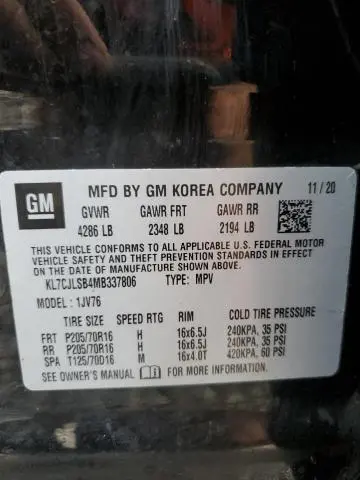 GM
MFD BY GM KOREA COMPANY 11/20
GVWR GAWR FRT GAWR RR
4286 LB 2348 LB 2194 LB
THIS VEHICLE CONFORMS TO ALL APPLICABLE U.S. FEDERAL MOTOR
VEHICLE SAFETY AND THEFT PREVENTION STANDARDS IN EFFECT ON
THE DATE OF MANUFACTURE SHOWN ABOVE.
KL7CJLSB4MB337806 TYPE: MPV
MODEL: 1JV76
TIRE SIZE SPEED RTG RIM COLD TIRE PRESSURE
FRT P205/70R16 H 16x6.5J 240KPA, 35 PSI
RR P205/70R16 H 16x6.5J 240KPA, 35 PSI
SPA T125/70D16 M 16x4.0T 420KPA, 60 PSI
SEE OWNER'S MANUAL FOR MORE INFORMATION